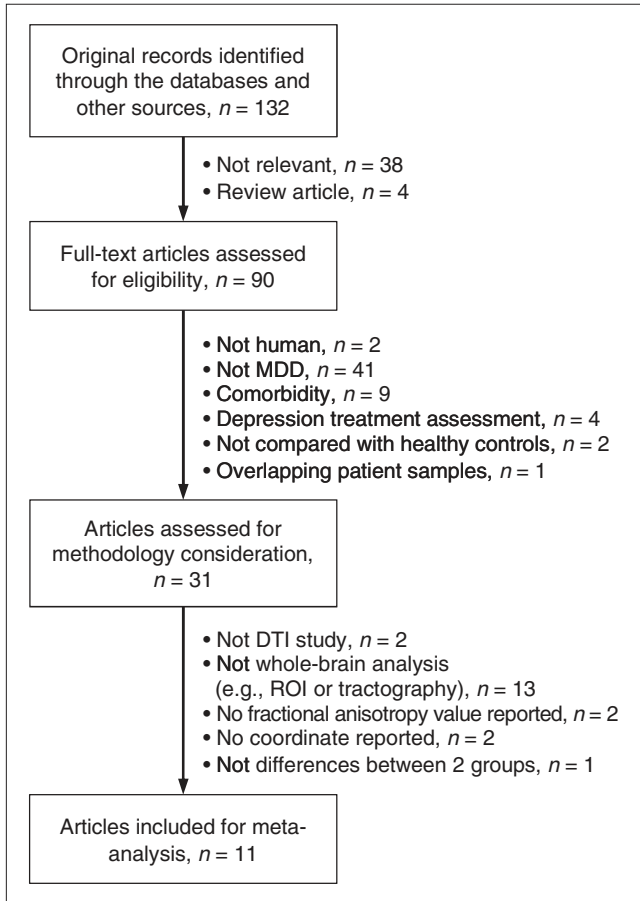 Original records identified
through the databases and
other sources, n = 132
• Not relevant, n = 38
• Review article, n = 4
Full-text articles assessed
for eligibility, n = 90
• Not human, n = 2
• Not MDD, n = 41
• Comorbidity, n = 9
• Depression treatment assessment, n = 4
• Not compared with healthy controls, n = 2
• Overlapping patient samples, n = 1
Articles assessed for
methodology consideration,
n = 31
• Not DTI study, n = 2
• Not whole-brain analysis
(e.g., ROI or tractography), n = 13
• No fractional anisotropy value reported, n = 2
• No coordinate reported, n = 2
• Not differences between 2 groups, n = 1
Articles included for meta-
analysis, n = 11